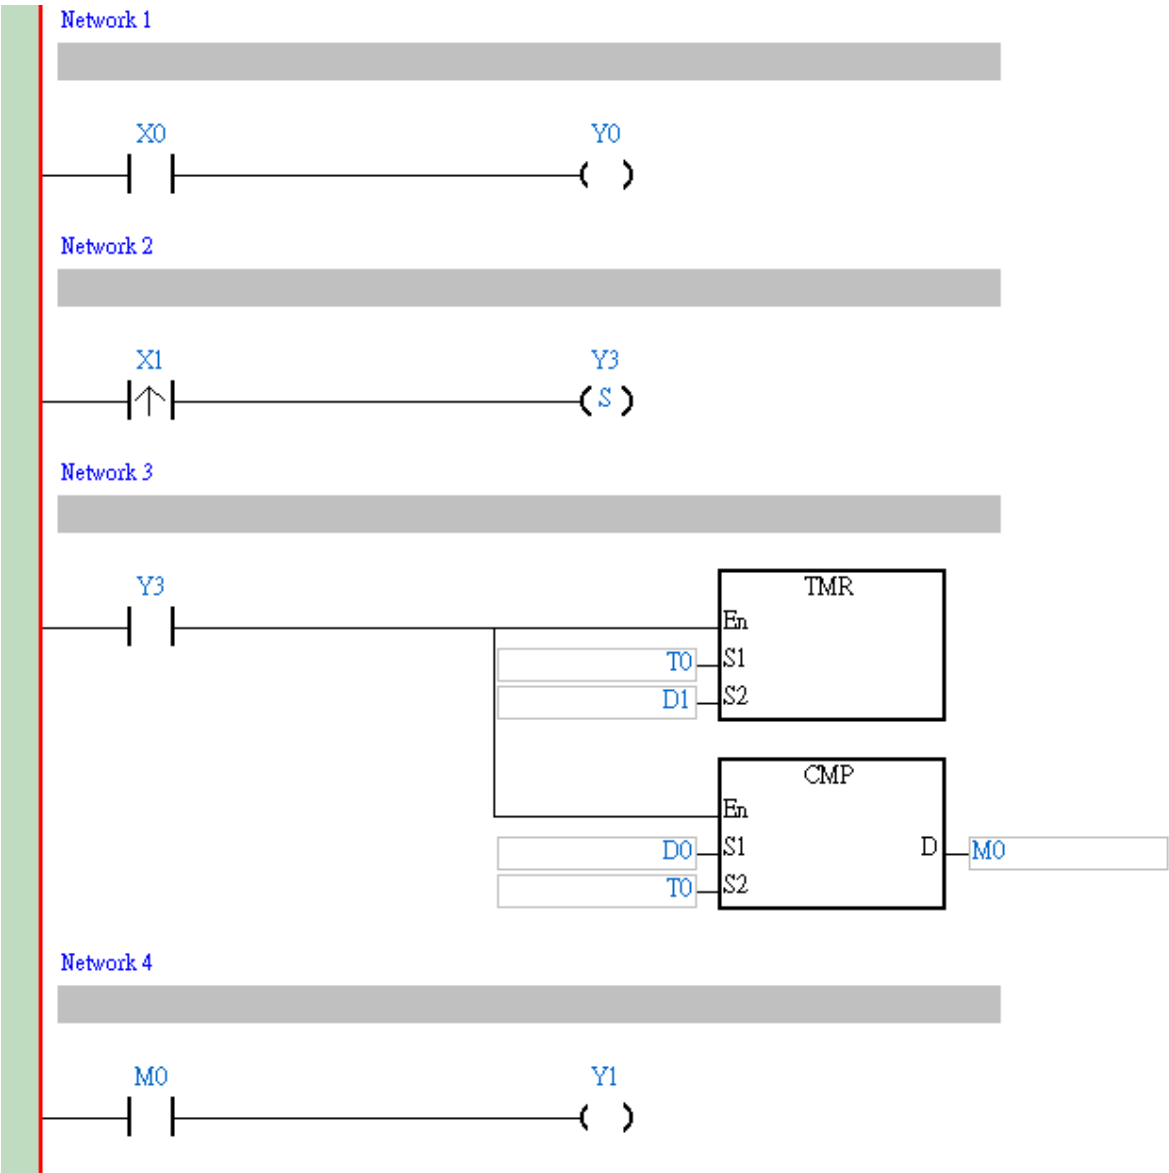 Network 1
X0 Y0
Network 2
X1 Y3
S
Network 3
Y3 TMR
En
T0 S1
D1 S2
CMP
En
D0 S1 D M0
T0 S2
Network 4
M0 Y1